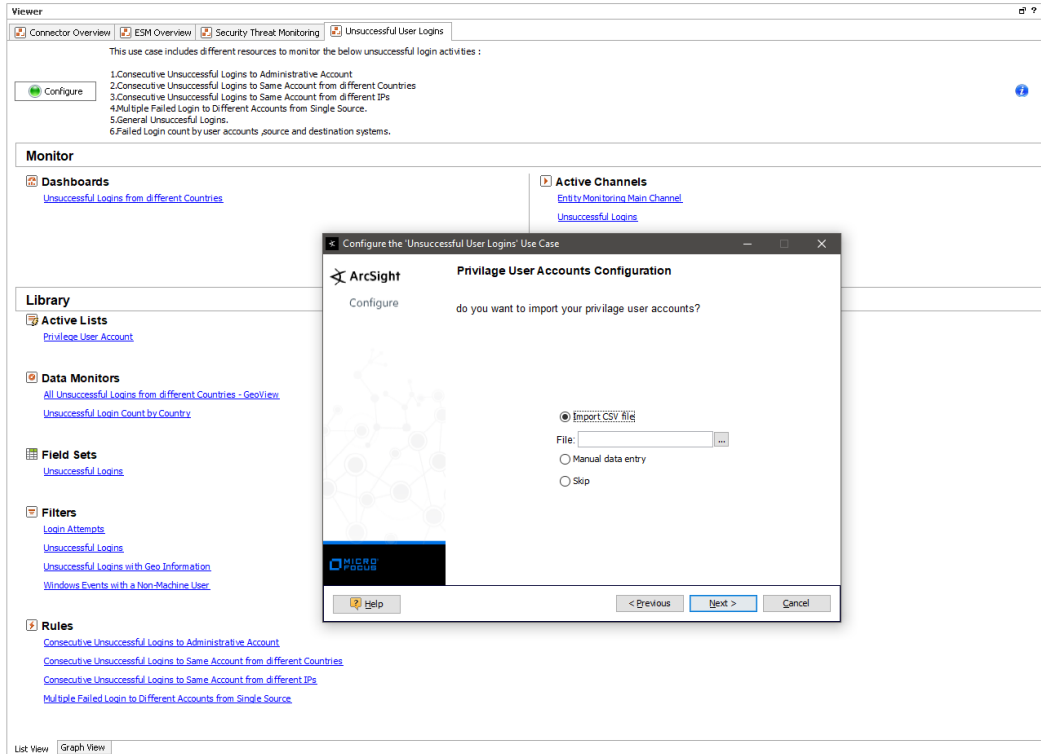 Viewer
?
Connector Overview
ESM Overview
Security Threat Monitoring
Unsuccessful User Logins
This use case includes different resources to monitor the below unsuccessful login activities :
1.Consecutive Unsuccessful Logins to Administrative Account
2.Consecutive Unsuccessful Logins to Same Account from different Countries
3.Consecutive Unsuccessful Logins to Same Account from different IPs
4.Multiple Failed Login to Different Accounts from Single Source.
5.General Unsuccesful Logins.
6.Failed Login count by user accounts ,source and destination systems.
Configure
Monitor
Dashboards
Unsuccessful Logins from different Countries
Active Channels
Entity Monitoring Main Channel
Unsuccessful Logins
Library
Active Lists
Privilege User Account
Data Monitors
All Unsuccessful Logins from different Countries - GeoView
Unsuccessful Login Count by Country
Field Sets
Unsuccessful Logins
Filters
Login Attempts
Unsuccessful Logins
Unsuccessful Logins with Geo Information
Windows Events with a Non-Machine User
Rules
Consecutive Unsuccessful Logins to Administrative Account
Consecutive Unsuccessful Logins to Same Account from different Countries
Consecutive Unsuccessful Logins to Same Account from different IPs
Multiple Failed Login to Different Accounts from Single Source
List View
Graph View
Configure the 'Unsuccessful User Logins' Use Case
ArcSight
Configure
Privilage User Accounts Configuration
do you want to import your privilage user accounts?
Import CSV file
File:
...
Manual data entry
Skip
MICRO
FOCUS
Help
< Previous
Next >
Cancel